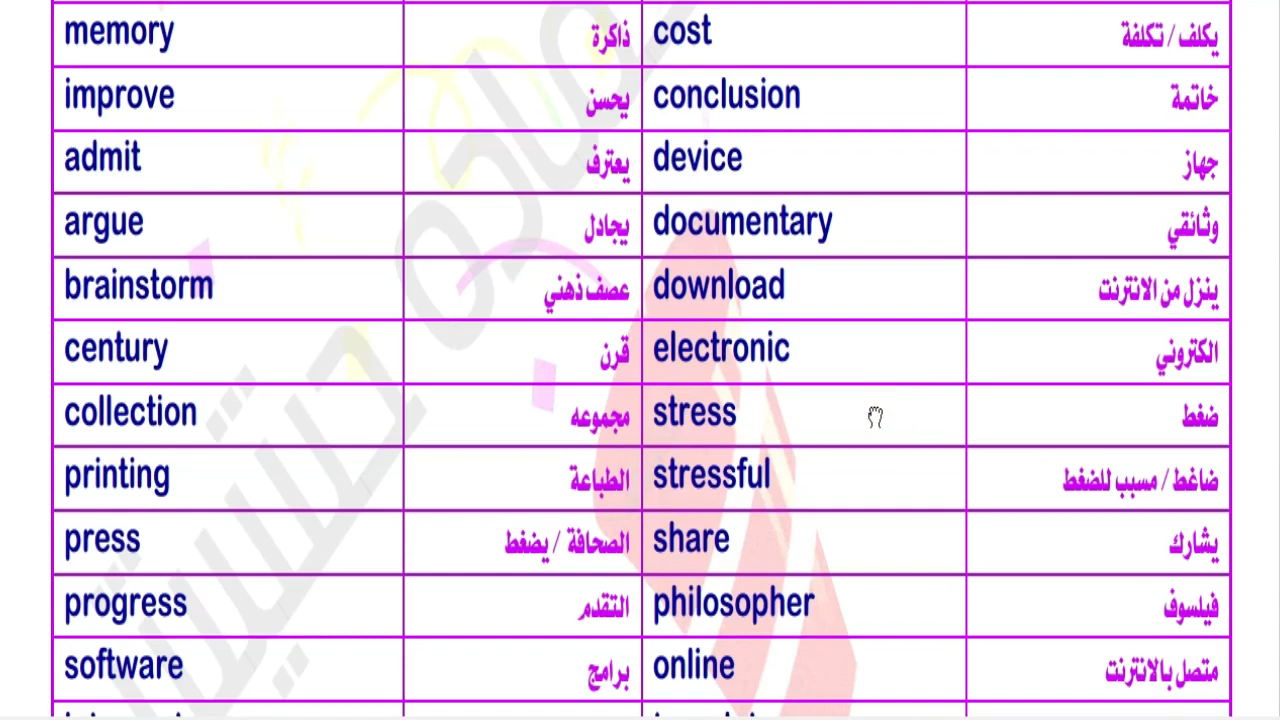 memory ذاكرة cost يكلف / تكلفة
improve يحسن conclusion خاتمة
admit يعترف device جهاز
argue يجادل documentary وثائقي
brainstorm عصف ذهني download ينزل من الانترنت
century قرن electronic الكتروني
collection مجموعه stress ضغط
printing الطباعة stressful ضاغط / مسبب للضغط
press الصحافة / يضغط share يشارك
progress التقدم philosopher فيلسوف
software برامج online متصل بالانترنت